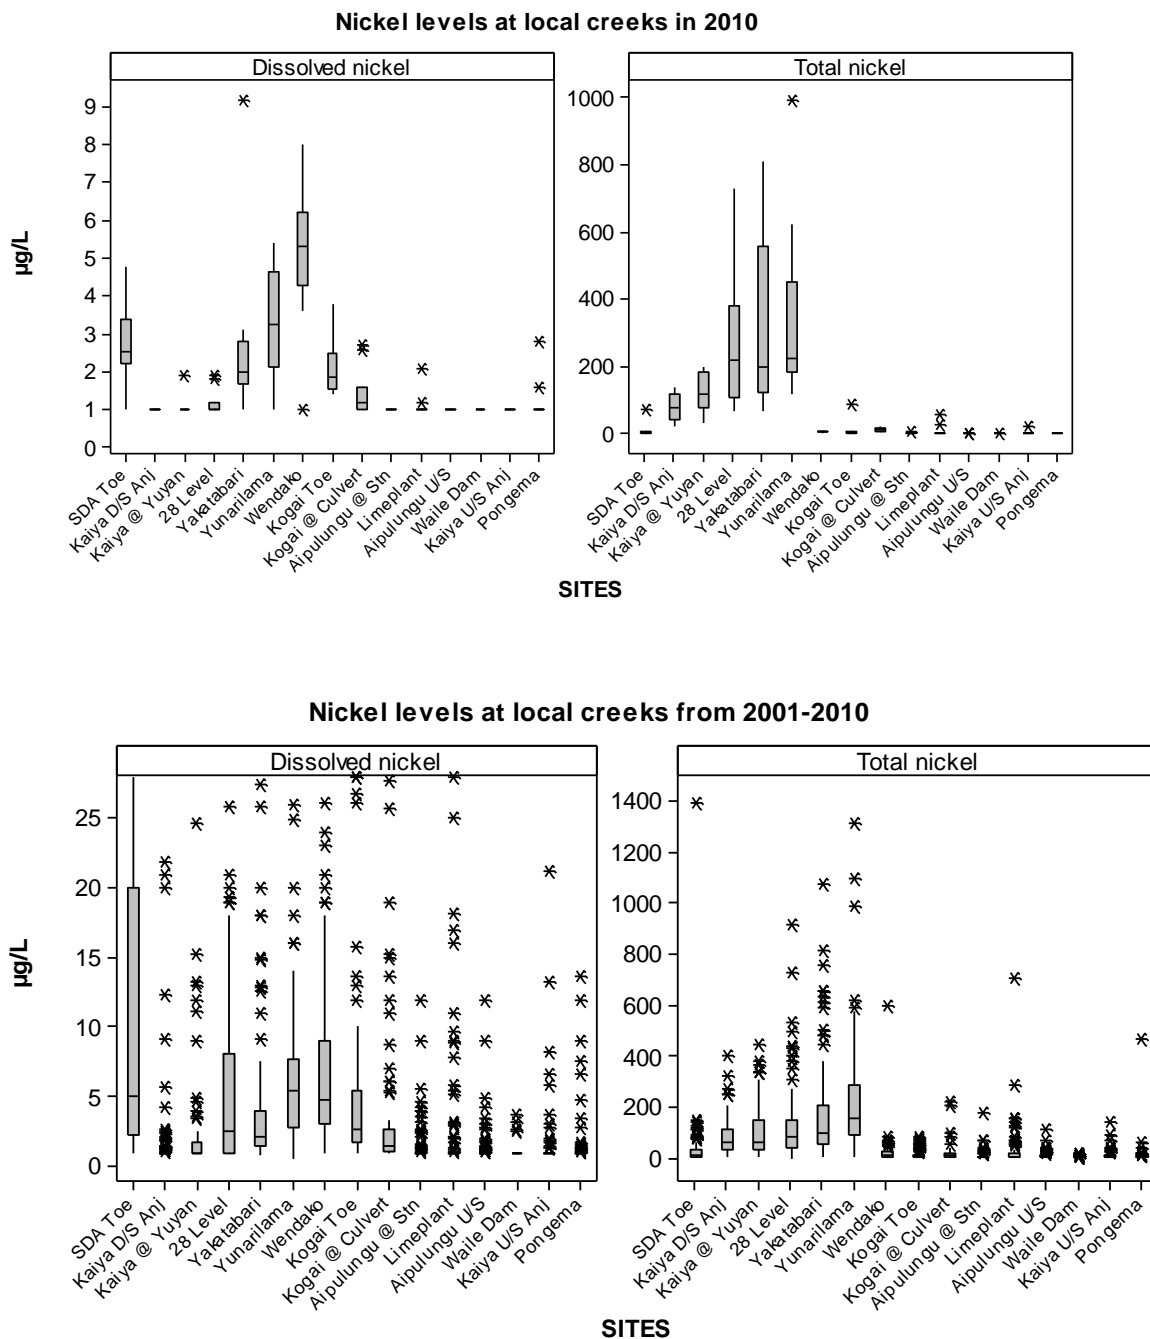 Nickel levels at local creeks in 2010
Dissolved nickel
Total nickel
µg/L
9
8
7
6
5
4
3
2
1
0
1000
800
600
400
200
0
SDA Toe
Kaiya D/S Anj
Kaiya @ Yuyan
28 Level
Yakatabari
Yunarilama
Wendako
Kogai Toe
Kogai @ Culvert
Aipulungu @ Stn
Limeplant
Aipulungu U/S
Waile Dam
Kaiya U/S Anj
Pongema
SDA Toe
Kaiya D/S Anj
Kaiya @ Yuyan
28 Level
Yakatabari
Yunarilama
Wendako
Kogai Toe
Kogai @ Culvert
Aipulungu @ Stn
Limeplant
Aipulungu U/S
Waile Dam
Kaiya U/S Anj
Pongema
SITES
Nickel levels at local creeks from 2001-2010
Dissolved nickel
Total nickel
µg/L
25
20
15
10
5
0
1400
1200
1000
800
600
400
200
0
SDA Toe
Kaiya D/S Anj
Kaiya @ Yuyan
28 Level
Yakatabari
Yunarilama
Wendako
Kogai Toe
Kogai @ Culvert
Aipulungu @ Stn
Limeplant
Aipulungu U/S
Waile Dam
Kaiya U/S Anj
Pongema
SDA Toe
Kaiya D/S Anj
Kaiya @ Yuyan
28 Level
Yakatabari
Yunarilama
Wendako
Kogai Toe
Kogai @ Culvert
Aipulungu @ Stn
Limeplant
Aipulungu U/S
Waile Dam
Kaiya U/S Anj
Pongema
SITES